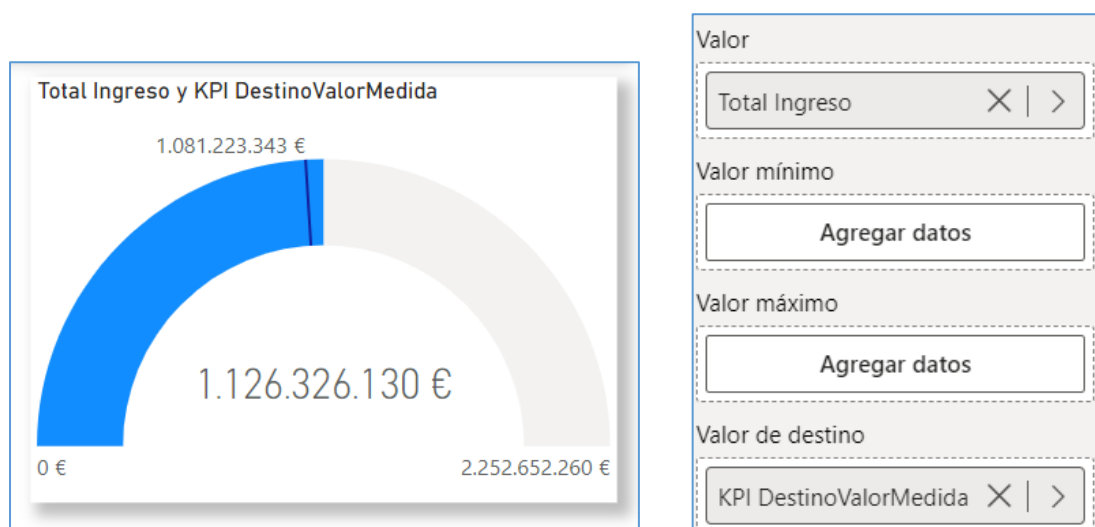 Total Ingreso y KPI DestinoValorMedida
1.081.223.343 €
1.126.326.130 €
0 €
2.252.652.260 €
Valor
Total Ingreso
Valor mínimo
Agregar datos
Valor máximo
Agregar datos
Valor de destino
KPI DestinoValorMedida